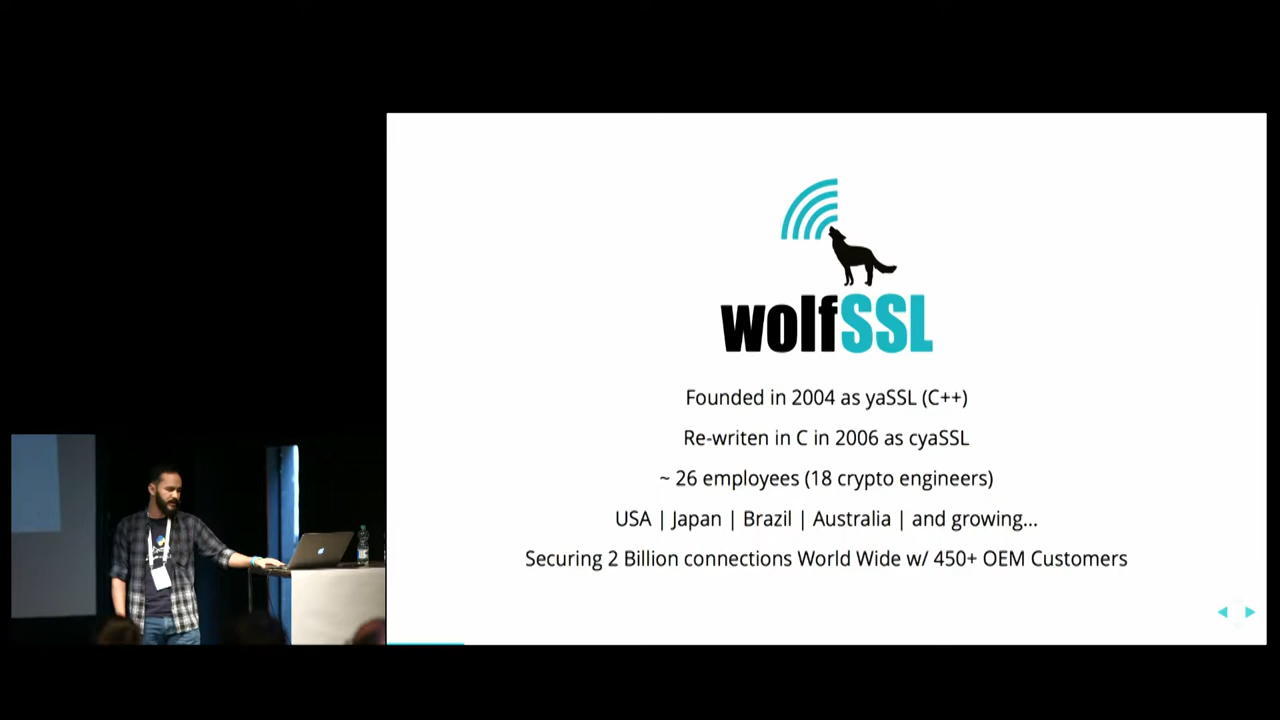 wolfSSL
Founded in 2004 as yaSSL (C++)
Re-writen in C in 2006 as cyaSSL
~ 26 employees (18 crypto engineers)
USA | Japan | Brazil | Australia | and growing...
Securing 2 Billion connections World Wide w/ 450+ OEM Customers